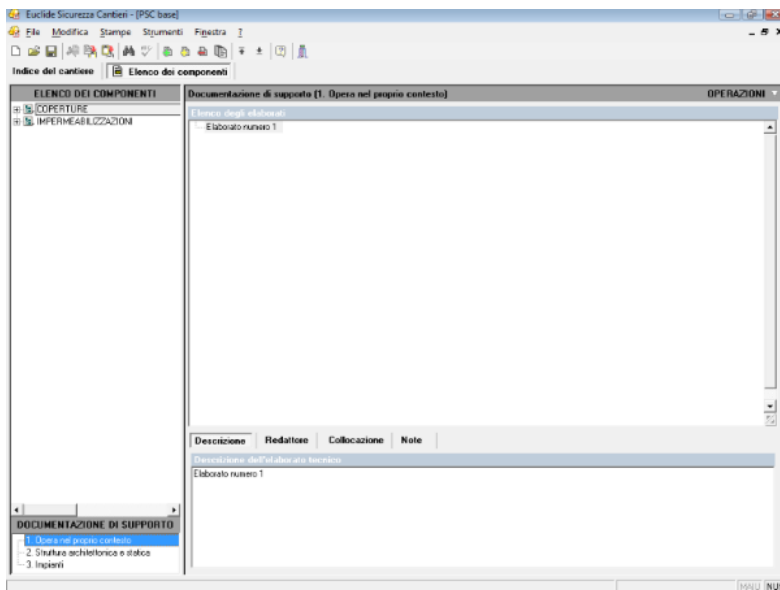 Euclide Sicurezza Cantieri - [PSC base]
File Modifica Stampe Strumenti Finestra ?
Indice del cantiere Elenco dei componenti
ELENCO DEI COMPONENTI
COPERTURE
IMPERMEABILIZZAZIONI
Documentazione di supporto (1. Opera nel proprio contesto) OPERAZIONI
Elenco degli elaborati
Elaborato numero 1
Descrizione Redattore Collocazione Note
Descrizione dell'elaborato tecnico
Elaborato numero 1
DOCUMENTAZIONE DI SUPPORTO
1. Opera nel proprio contesto
2. Struttura architettonica e statica
3. Impianti
MAIU NUI